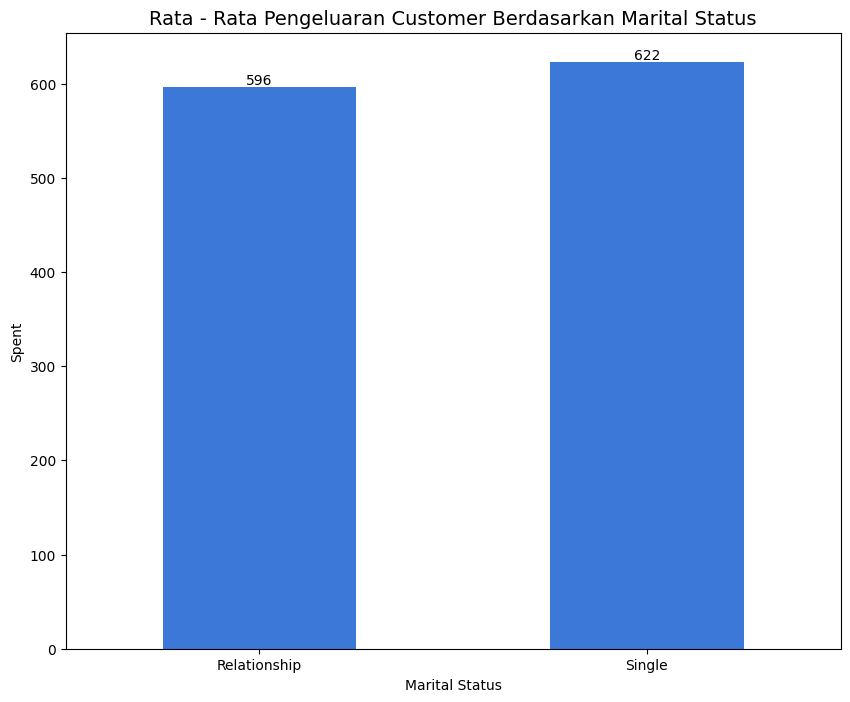 Rata - Rata Pengeluaran Customer Berdasarkan Marital Status
596
622
600
500
400
300
200
100
0
Spent
Relationship
Single
Marital Status